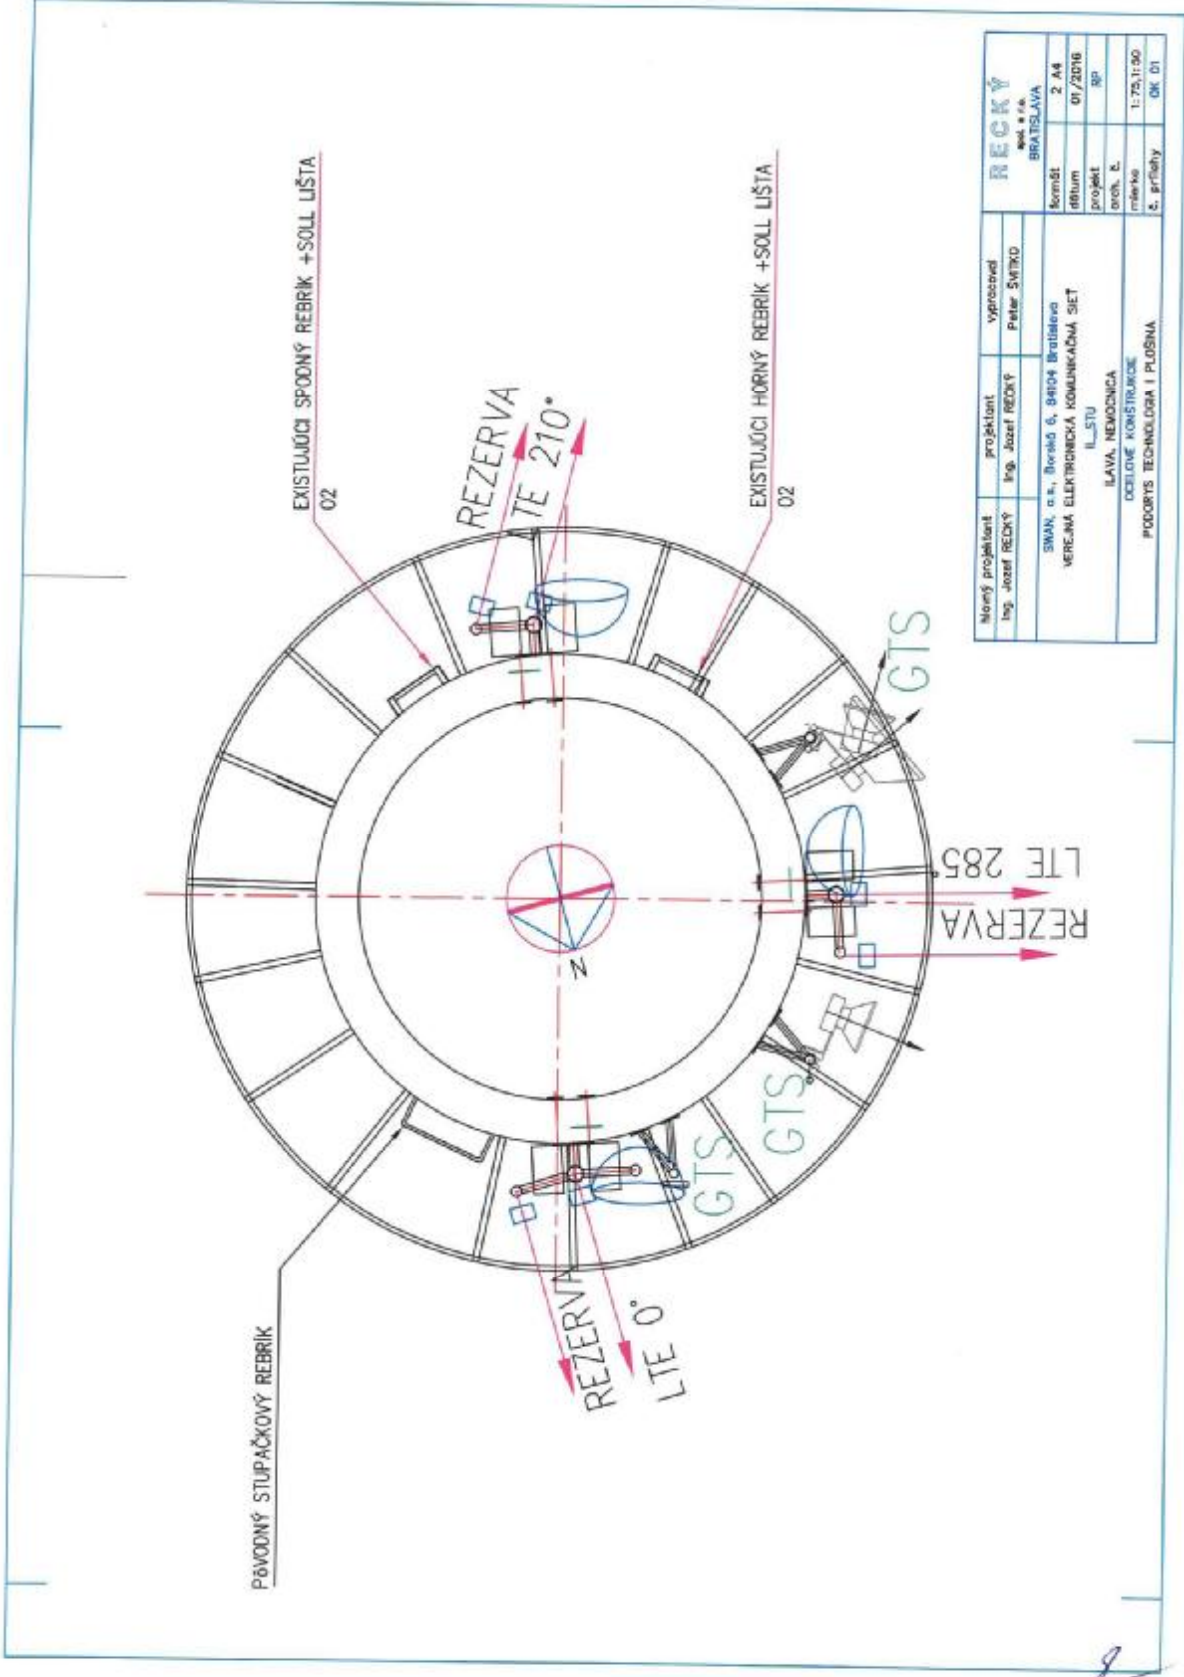 PÔVODNÝ STUPAČKOVÝ REBRÍK
EXISTUJÚCI SPODNÝ REBRÍK +SOLL LIŠTA
02
EXISTUJÚCI HORNÝ REBRÍK +SOLL LIŠTA
02
REZERVA
TE 210°
GTS
LTE 285°
REZERVA
GTS
GTS
REZERVA
LTE 0°
N
hlavný projektant
projektant
vypracoval
Ing. Jozef RECKÝ
Ing. Jozef RECKÝ
Peter SVITKO
RECKÝ
spol. s r.o.
BRATISLAVA
SWAN, a.s., Borská 6, 84104 Bratislava
VEREJNÁ ELEKTRONICKÁ KOMUNIKAČNÁ SIEŤ
IL_STU
ILAVA, NEMOCNICA
OCEĽOVÉ KONŠTRUKCIE
PODORYS TECHNOLÓGIA I PLOŠINA
formát 2 A4
dátum 01/2016
projekt RP
arch. č.
mierka 1:75,1:50
č. prílohy OK 01